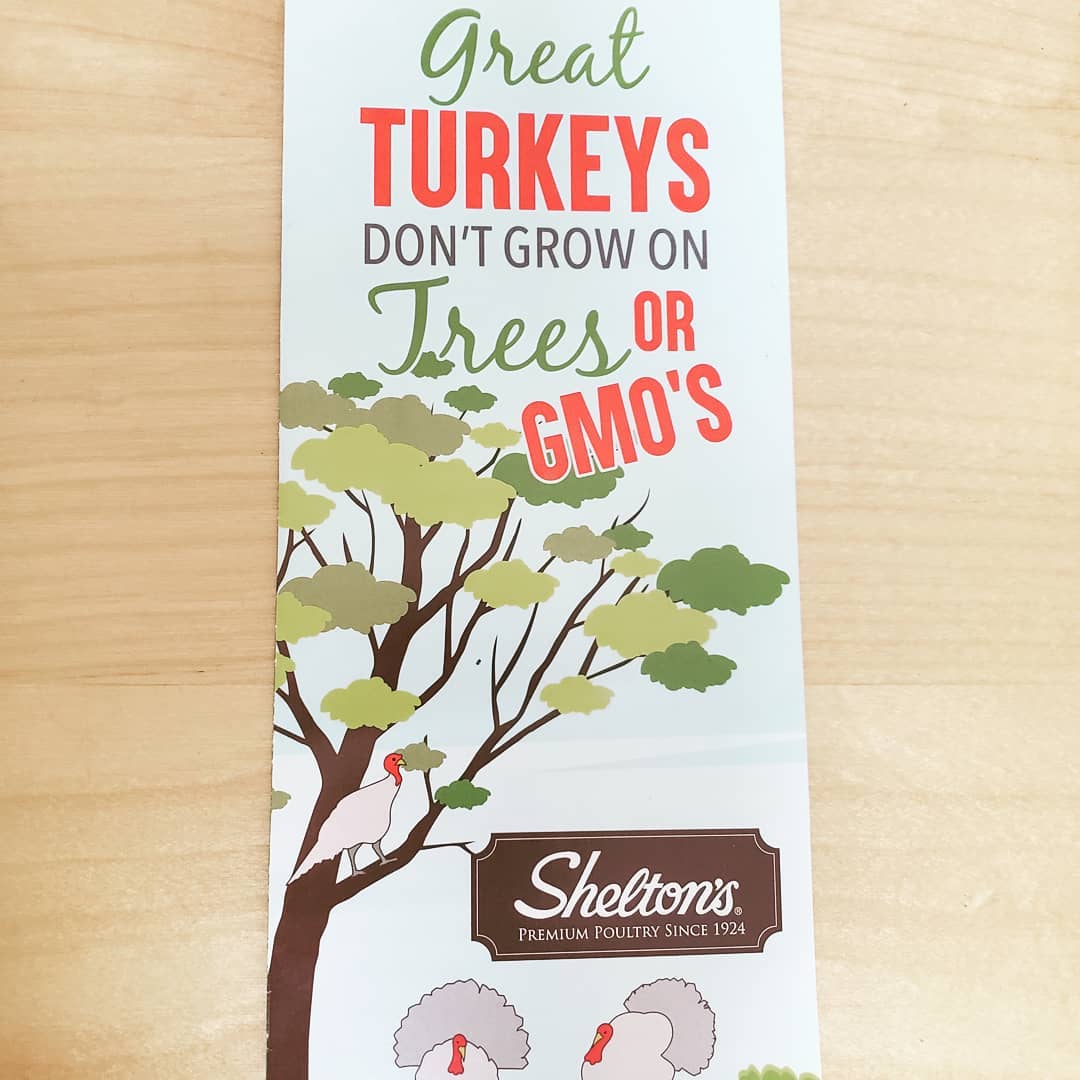 Great
TURKEYS
DON'T GROW ON
Trees OR
GMO'S
Shelton's®
PREMIUM POULTRY SINCE 1924